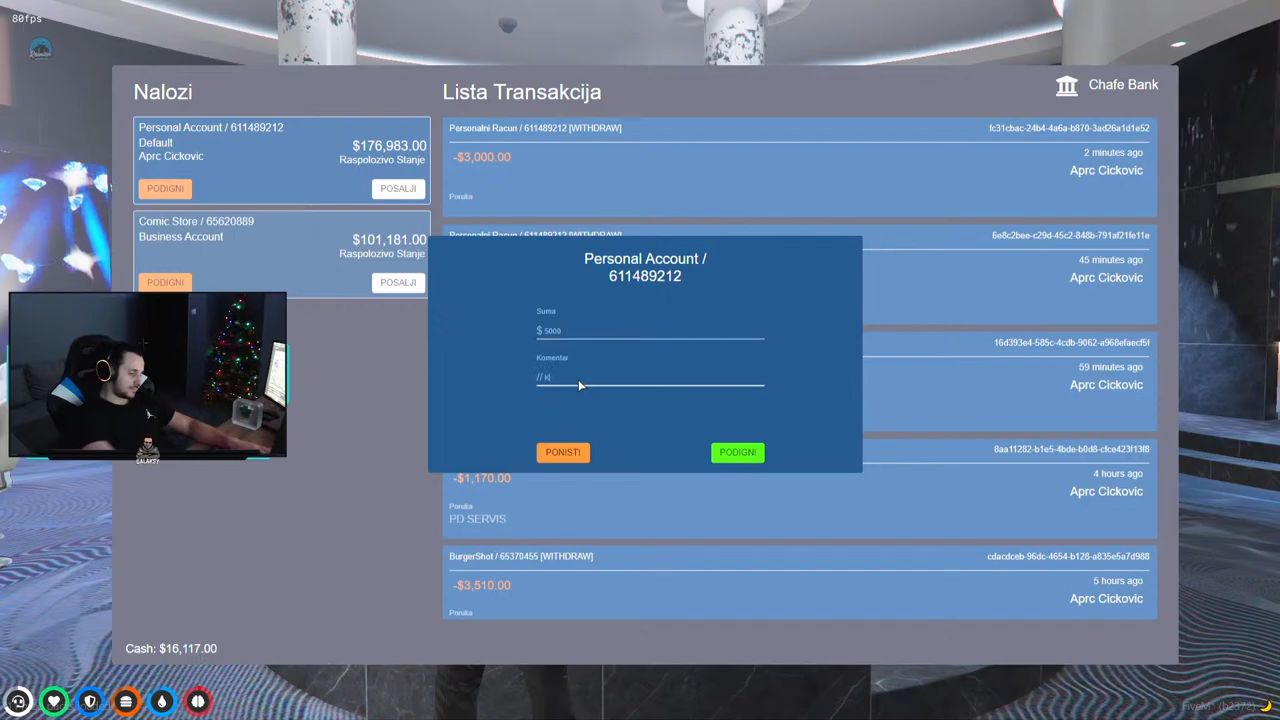 80fps
Nalozi
Lista Transakcija
Chafe Bank
Personal Account / 611489212
Default
Aprc Cickovic
$176,983.00
Raspolozivo Stanje
PODIGNI
POSALJI
Comic Store / 65620889
Business Account
$101,181.00
Raspolozivo Stanje
PODIGNI
POSALJI
Personalni Racun / 611489212 [WITHDRAW]
fc31cbac-24b4-4a6a-b870-3ad26a1d1e52
-$3,000.00
2 minutes ago
Aprc Cickovic
Poruka
6e8c2bee-c29d-45c2-848b-791af21fe11e
45 minutes ago
Aprc Cickovic
16d393e4-585c-4cdb-9062-a968efaecf5f
59 minutes ago
Aprc Cickovic
8aa11282-b1e5-4bde-b0d8-cfce423f13f8
-$1,170.00
4 hours ago
Aprc Cickovic
Poruka
PD SERVIS
BurgerShot / 65370455 [WITHDRAW]
cdacdceb-96dc-4654-b128-a835e5a7d988
-$3,510.00
5 hours ago
Aprc Cickovic
Poruka
Personal Account /
611489212
Suma
$ 5000
Komentar
// K
PONISTI
PODIGNI
Cash: $16,117.00
GALAKSY
FiveM
(b2372)